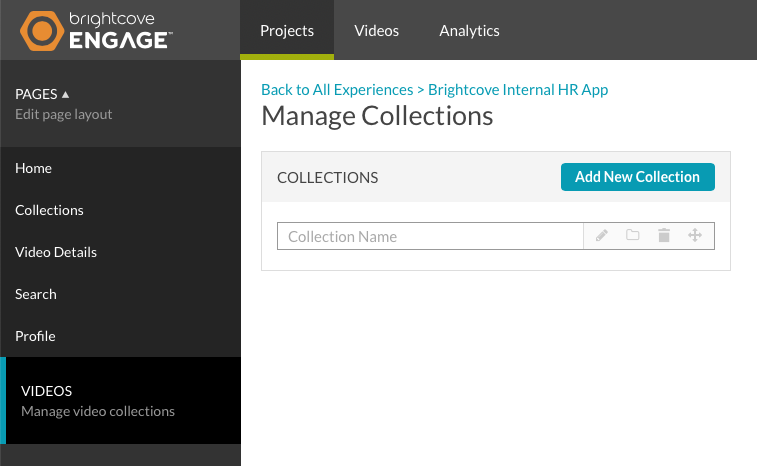 brightcove
ENGAGE™
Projects
Videos
Analytics
PAGES
Edit page layout
Home
Collections
Video Details
Search
Profile
VIDEOS
Manage video collections
Back to All Experiences > Brightcove Internal HR App
Manage Collections
COLLECTIONS
Add New Collection
Collection Name